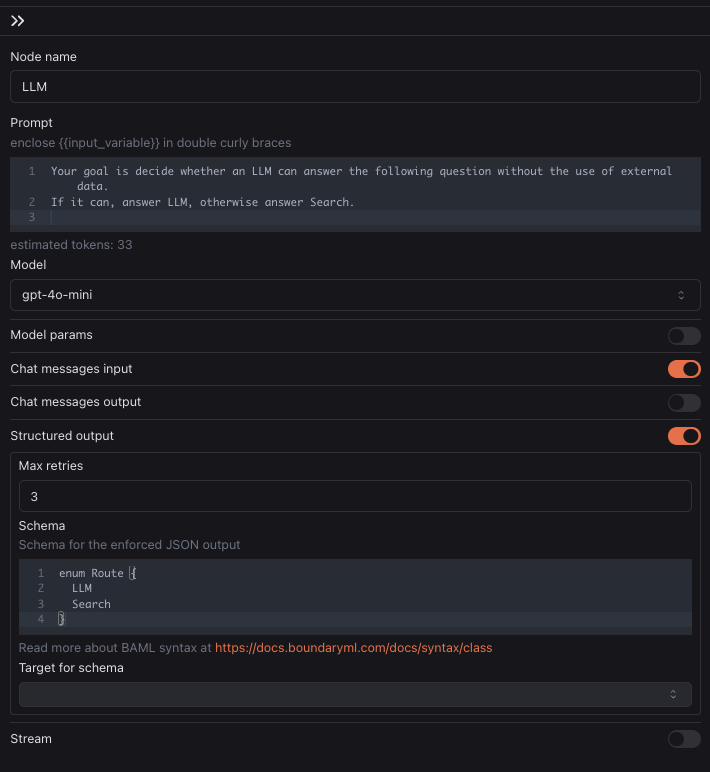 Node name
LLM
Prompt
enclose {{input_variable}} in double curly braces
1 Your goal is decide whether an LLM can answer the following question without the use of external
data.
2 If it can, answer LLM, otherwise answer Search.
3
estimated tokens: 33
Model
gpt-4o-mini
Model params
Chat messages input
Chat messages output
Structured output
Max retries
3
Schema
Schema for the enforced JSON output
1 enum Route {
2 LLM
3 Search
4 }
Read more about BAML syntax at https://docs.boundaryml.com/docs/syntax/class
Target for schema
Stream